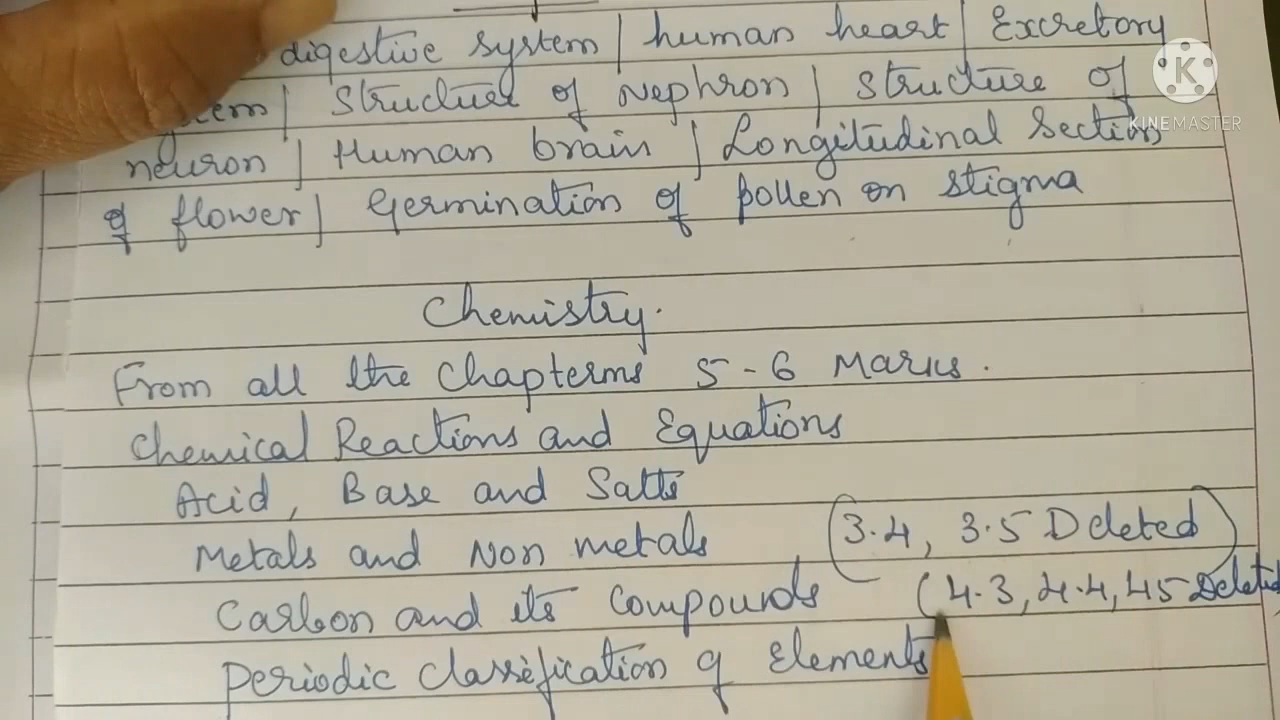 digestive system | human heart | Excretory
| structure of Nephron | structure of
neuron | Human brain | Longitudinal Section
of flower | Germination of pollen on stigma
Chemistry.
From all the Chapterms 5-6 Marks.
Chemical Reactions and Equations
Acid, Base and Satts
Metals and Non metals (3.4, 3.5 Deleted)
Carbon and its Compounds (4.3, 4.4, 4.5 Deleted
Periodic Classification of Elements
K
KINEMASTER